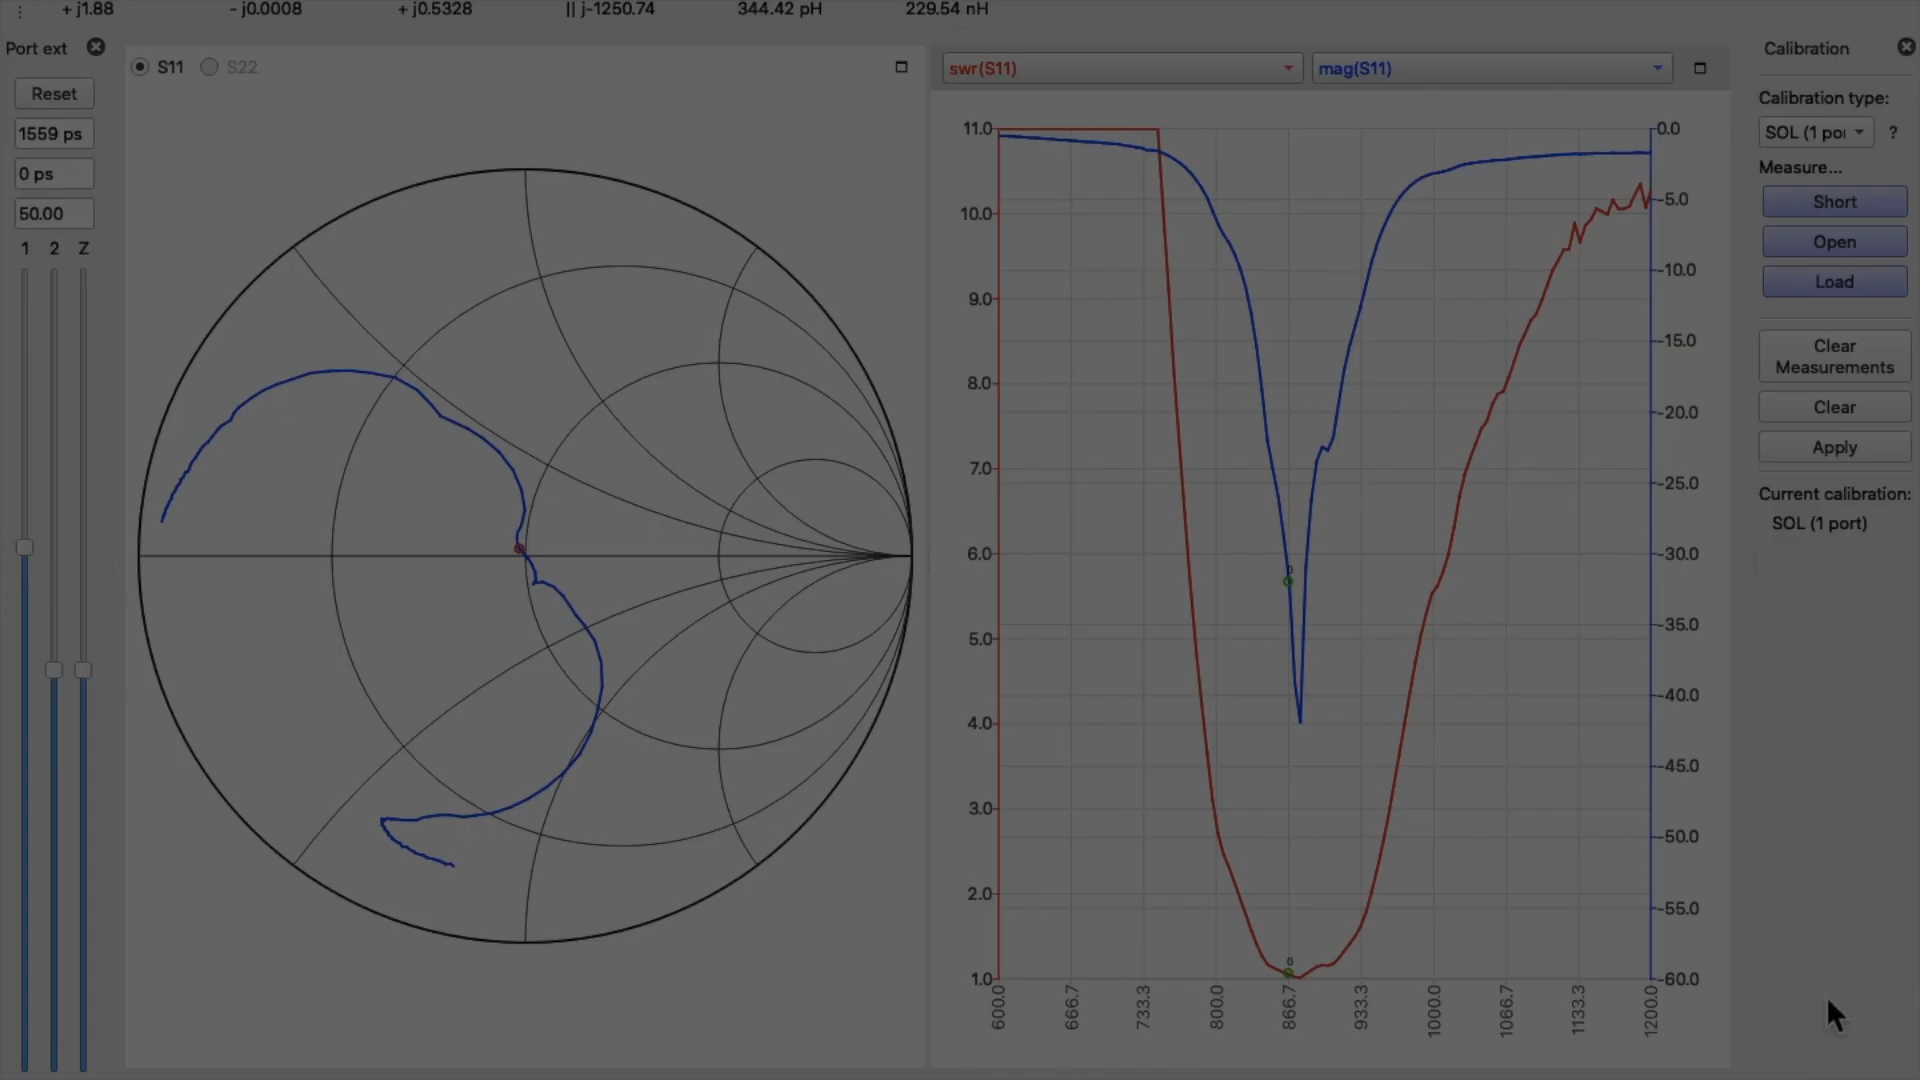 + j1.88 - j0.0008 + j0.5328 || j-1250.74 344.42 pH 229.54 nH
Port ext
Reset
1559 ps
0 ps
50.00
1 2 Z
S11 S22
swr(S11) mag(S11)
11.0
10.0
9.0
8.0
7.0
6.0
5.0
4.0
3.0
2.0
1.0
0.0
-5.0
-10.0
-15.0
-20.0
-25.0
-30.0
-35.0
-40.0
-45.0
-50.0
-55.0
-60.0
0
0
600.0
666.7
733.3
800.0
866.7
933.3
1000.0
1066.7
1133.3
1200.0
Calibration
Calibration type:
SOL (1 por ?
Measure...
Short
Open
Load
Clear
Measurements
Clear
Apply
Current calibration:
SOL (1 port)